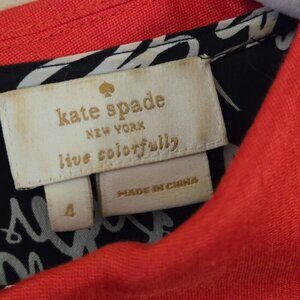 kate spade
NEW YORK
live colorfully
4
MADE IN CHINA